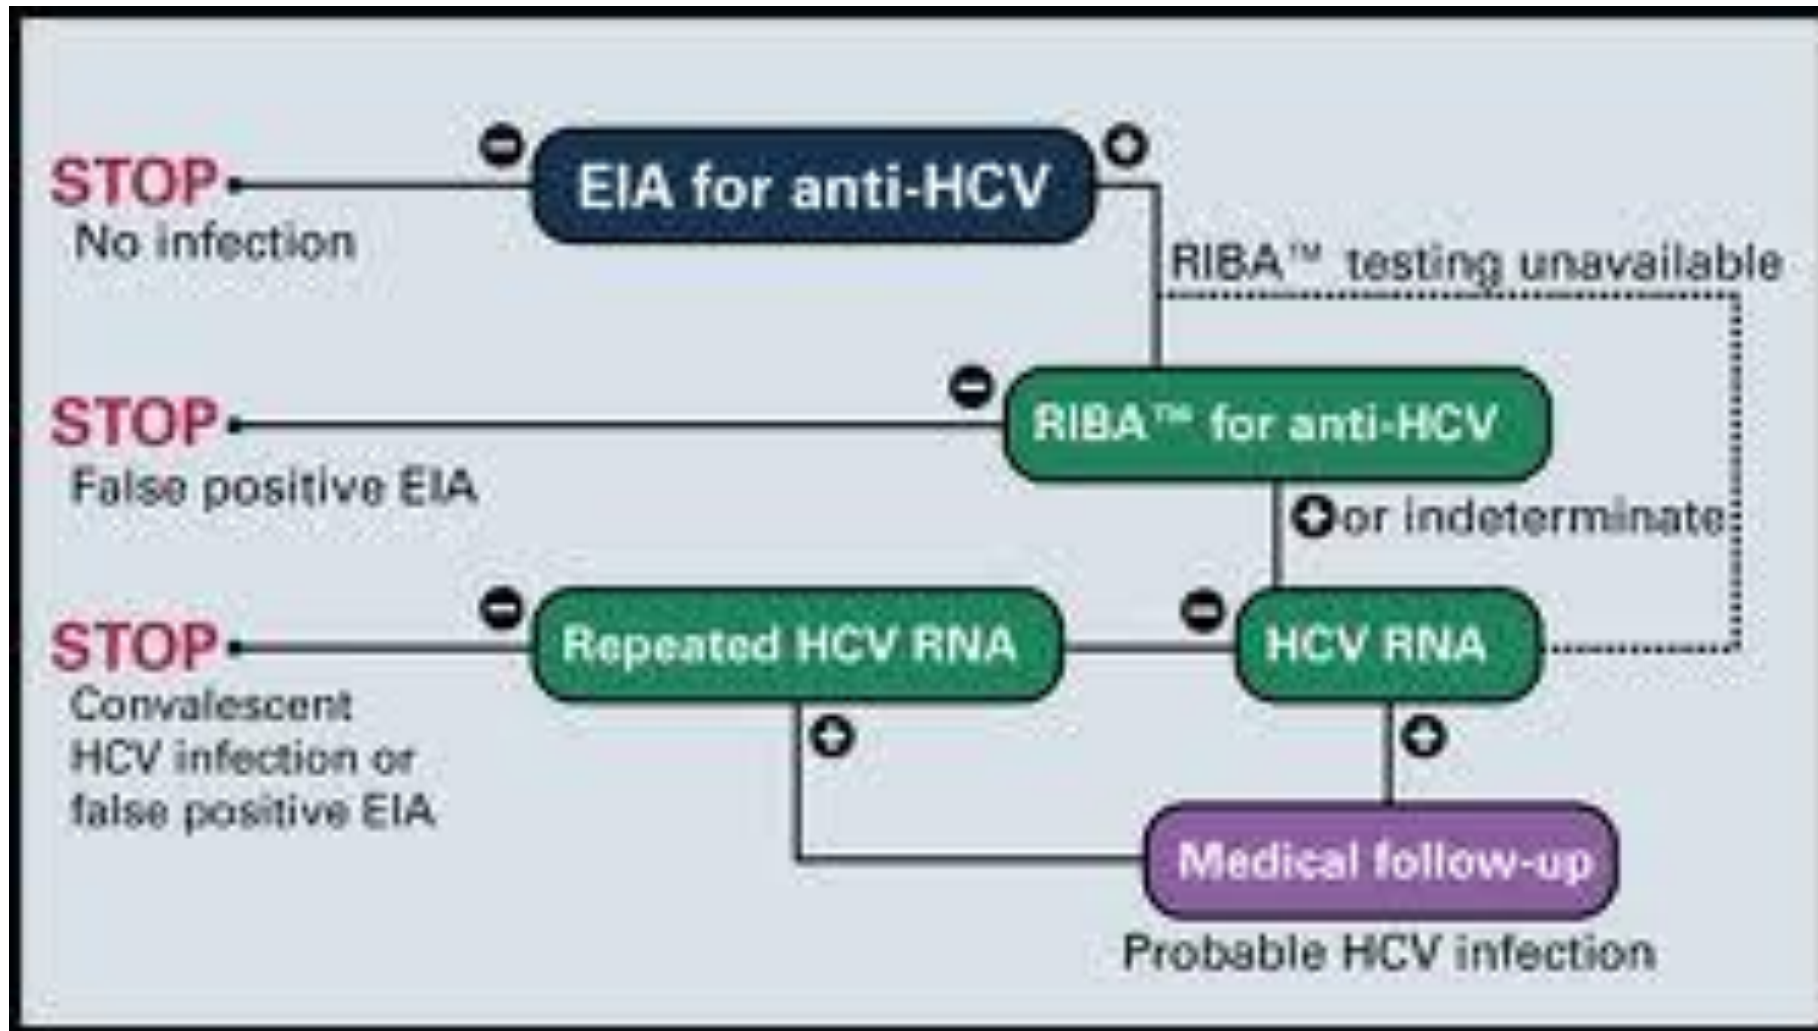 EIA for anti-HCV
STOP
No infection
RIBA™ testing unavailable
STOP
RIBA™ for anti-HCV
False positive EIA
or indeterminate
STOP
Repeated HCV RNA
HCV RNA
Convalescent
HCV infection or
false positive EIA
Medical follow-up
Probable HCV infection